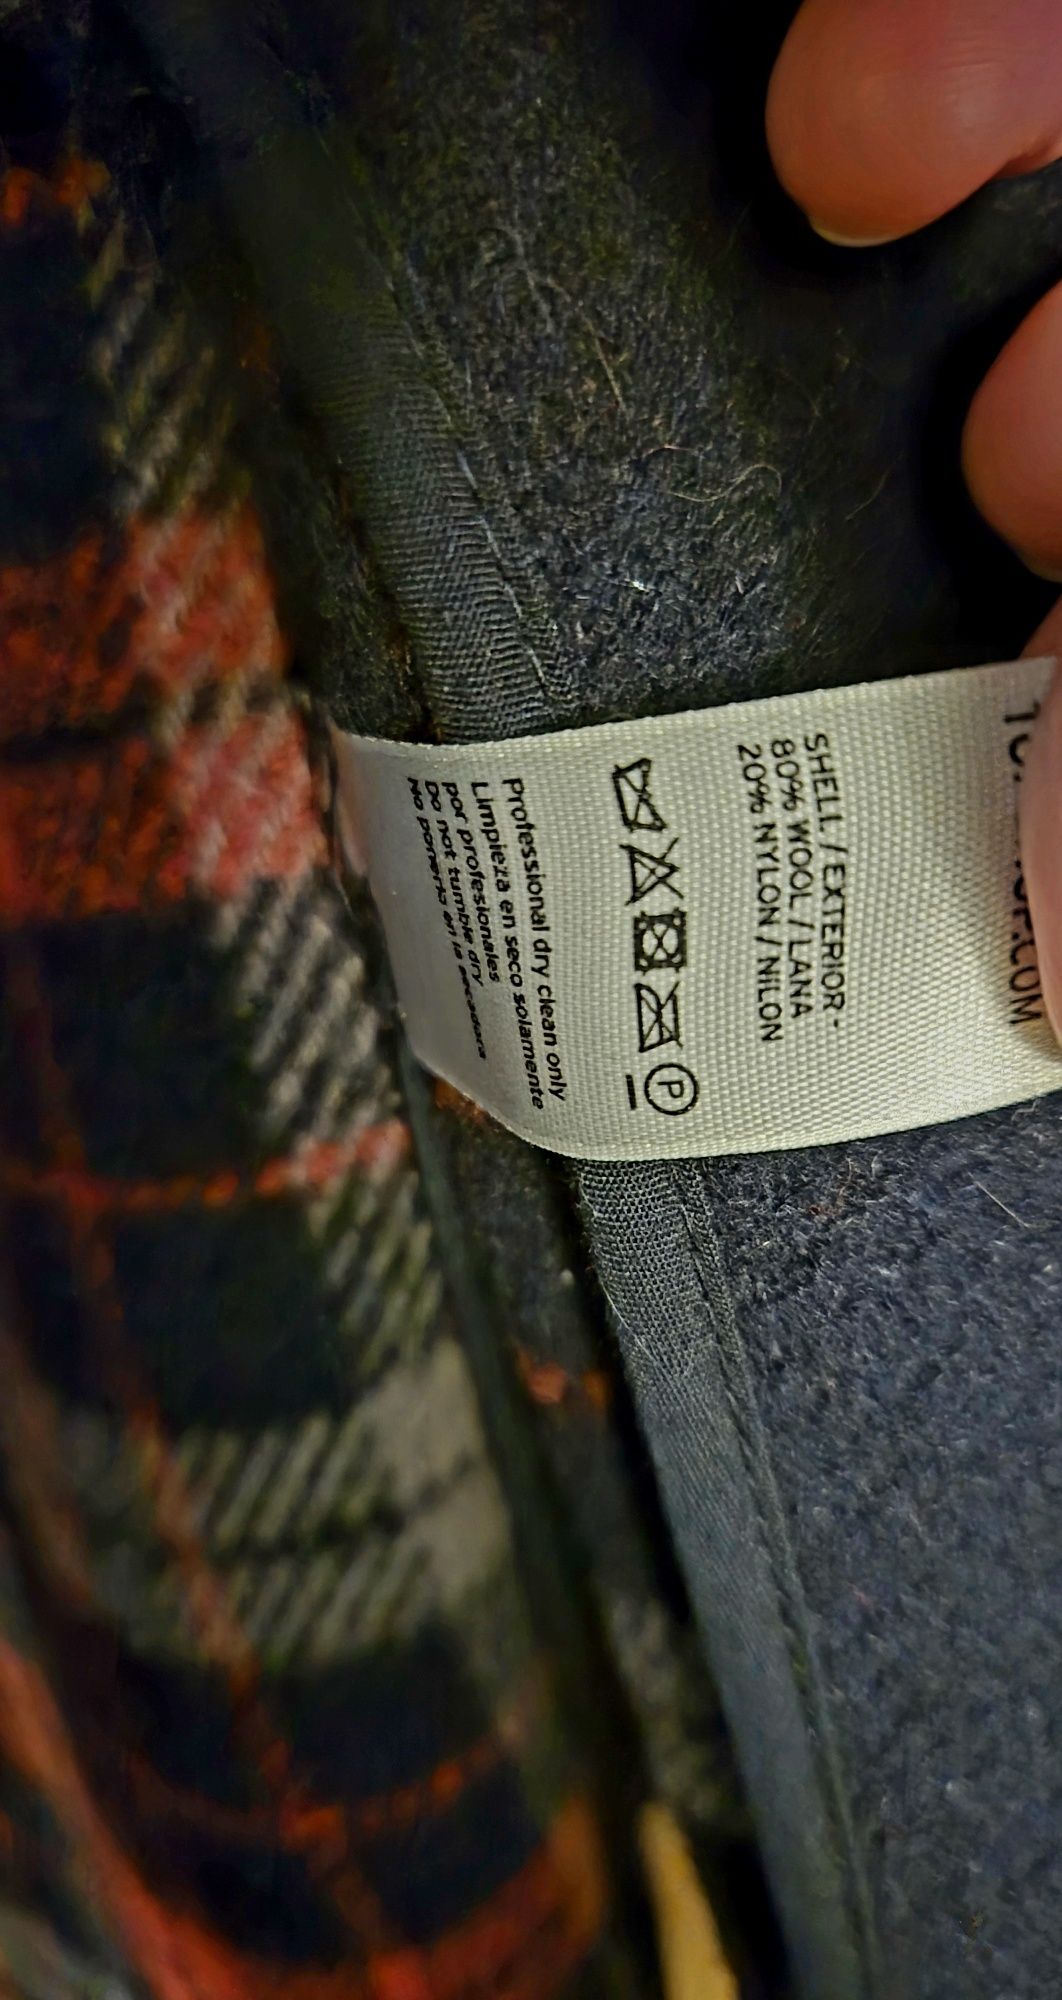 SHELL / EXTERIOR -
80% WOOL / LANA
20% NYLON / NILON
P
Professional dry clean only
Limpieza en seco solamente
por profesionales
Do not tumble dry
No ponerlo en la secadora